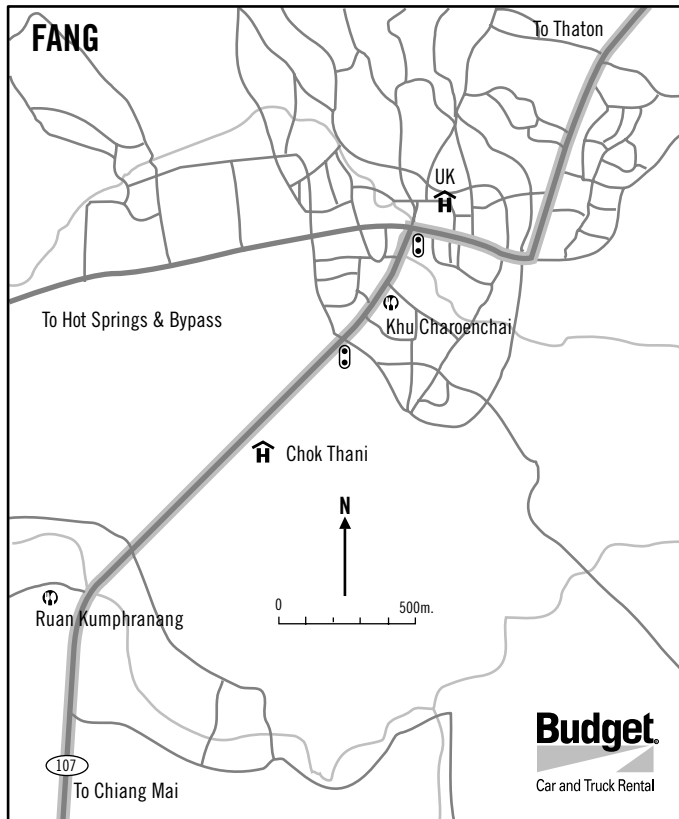 FANG
To Thaton
UK
H
To Hot Springs & Bypass
Khu Charoenchai
H
Chok Thani
N
0 500m.
Ruan Kumphranang
107
To Chiang Mai
Budget®
Car and Truck Rental